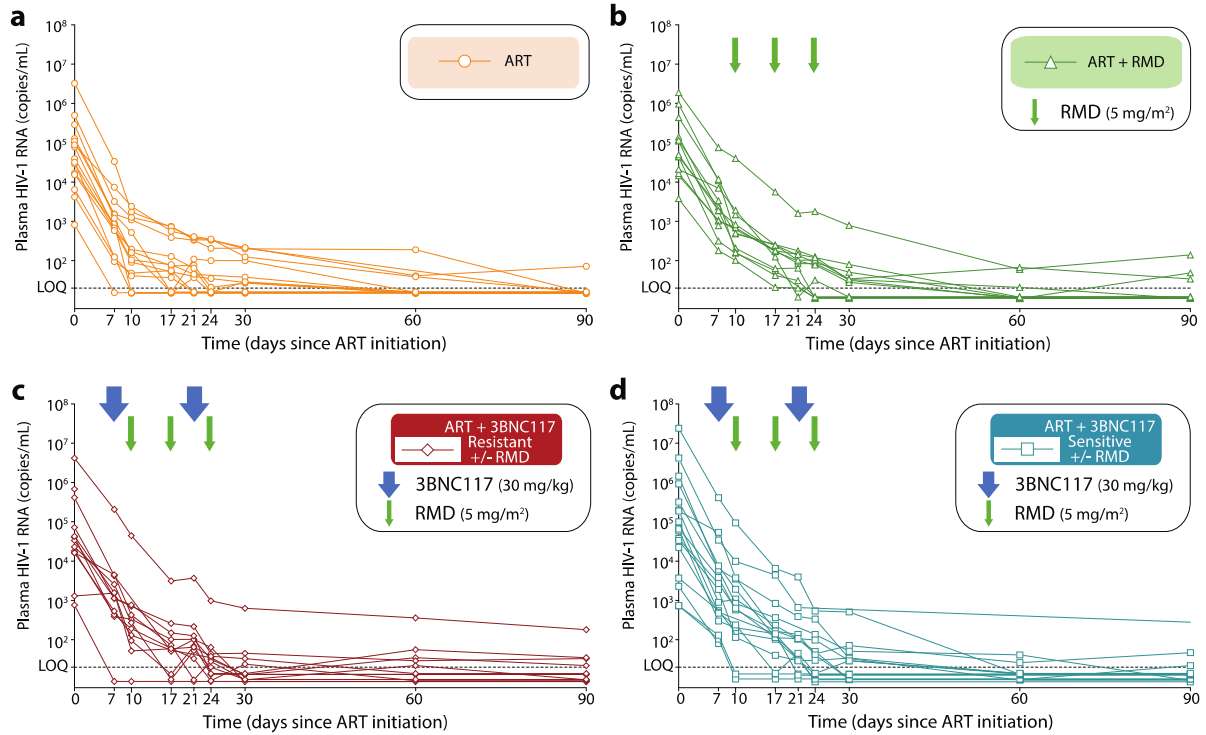 a
Plasma HIV-1 RNA (copies/mL)
10⁸
10⁷
10⁶
10⁵
10⁴
10³
10²
LOQ
0 7 10 17 21 24 30 60 90
Time (days since ART initiation)
ART
b
Plasma HIV-1 RNA (copies/mL)
10⁸
10⁷
10⁶
10⁵
10⁴
10³
10²
LOQ
0 7 10 17 21 24 30 60 90
Time (days since ART initiation)
ART + RMD
RMD (5 mg/m²)
c
Plasma HIV-1 RNA (copies/mL)
10⁸
10⁷
10⁶
10⁵
10⁴
10³
10²
LOQ
0 7 10 17 21 24 30 60 90
Time (days since ART initiation)
ART + 3BNC117
Resistant
+/- RMD
3BNC117 (30 mg/kg)
RMD (5 mg/m²)
d
Plasma HIV-1 RNA (copies/mL)
10⁸
10⁷
10⁶
10⁵
10⁴
10³
10²
LOQ
0 7 10 17 21 24 30 60 90
Time (days since ART initiation)
ART + 3BNC117
Sensitive
+/- RMD
3BNC117 (30 mg/kg)
RMD (5 mg/m²)